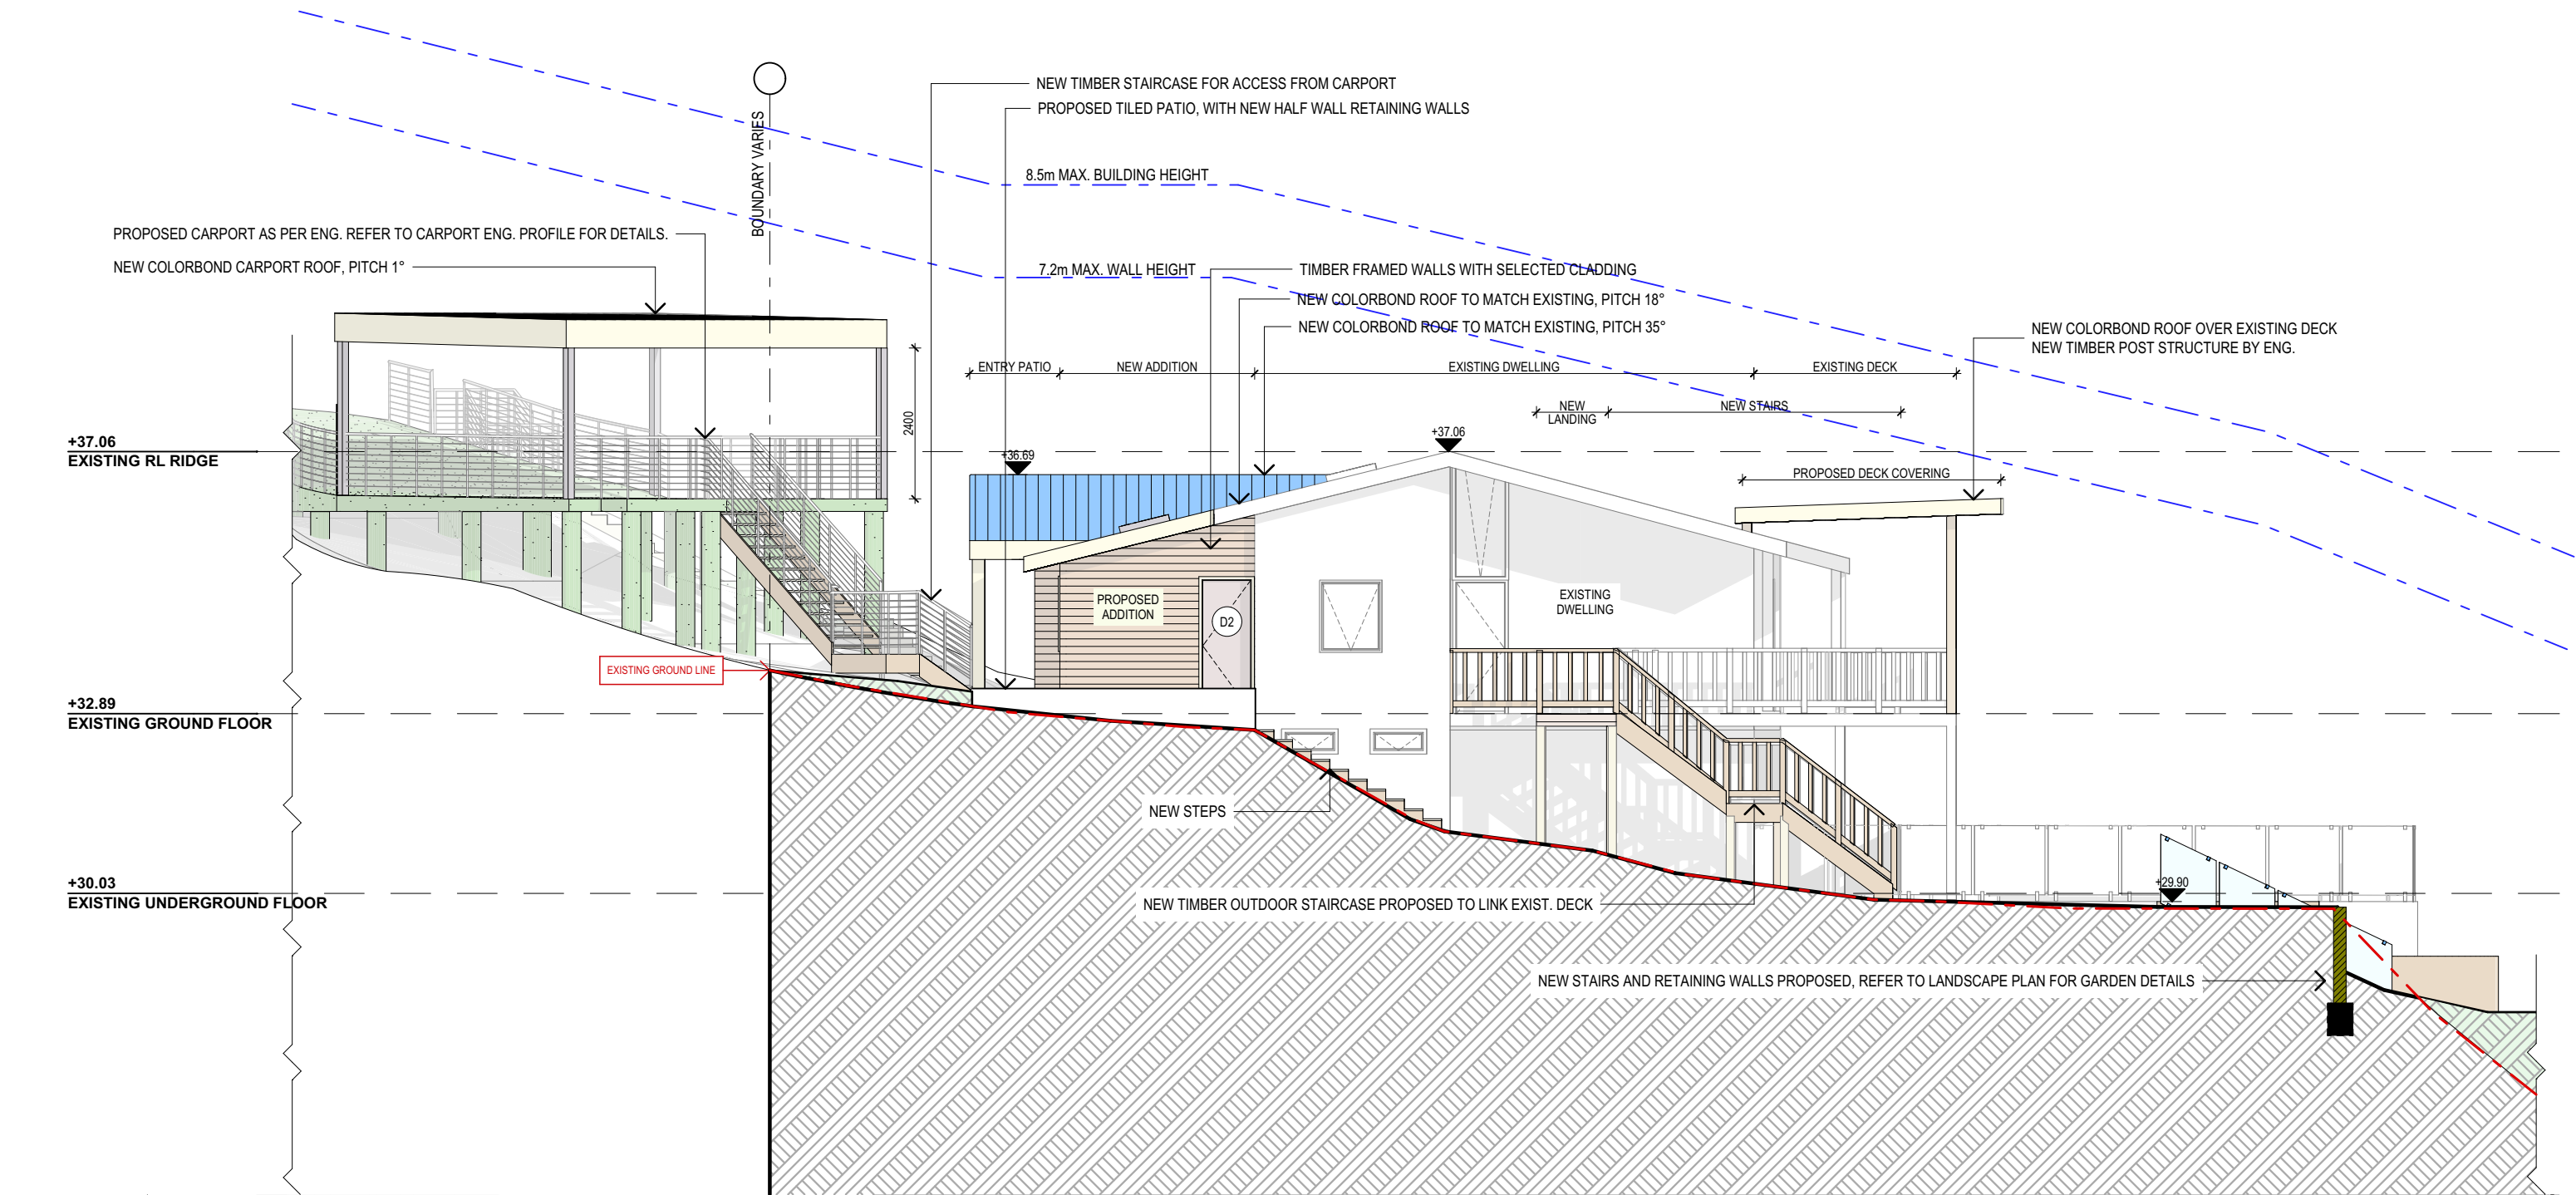 NEW TIMBER STAIRCASE FOR ACCESS FROM CARPORT
PROPOSED TILED PATIO, WITH NEW HALF WALL RETAINING WALLS
BOUNDARY VARIES
8.5m MAX. BUILDING HEIGHT
PROPOSED CARPORT AS PER ENG. REFER TO CARPORT ENG. PROFILE FOR DETAILS.
NEW COLORBOND CARPORT ROOF, PITCH 1°
7.2m MAX. WALL HEIGHT
TIMBER FRAMED WALLS WITH SELECTED CLADDING
NEW COLORBOND ROOF TO MATCH EXISTING, PITCH 18°
NEW COLORBOND ROOF TO MATCH EXISTING, PITCH 35°
NEW COLORBOND ROOF OVER EXISTING DECK
NEW TIMBER POST STRUCTURE BY ENG.
ENTRY PATIO
NEW ADDITION
EXISTING DWELLING
EXISTING DECK
NEW
LANDING
NEW STAIRS
2400
+37.06
EXISTING RL RIDGE
+36.69
+37.06
PROPOSED DECK COVERING
PROPOSED
ADDITION
D2
EXISTING
DWELLING
EXISTING GROUND LINE
+32.89
EXISTING GROUND FLOOR
NEW STEPS
+30.03
EXISTING UNDERGROUND FLOOR
+29.90
NEW TIMBER OUTDOOR STAIRCASE PROPOSED TO LINK EXIST. DECK
NEW STAIRS AND RETAINING WALLS PROPOSED, REFER TO LANDSCAPE PLAN FOR GARDEN DETAILS